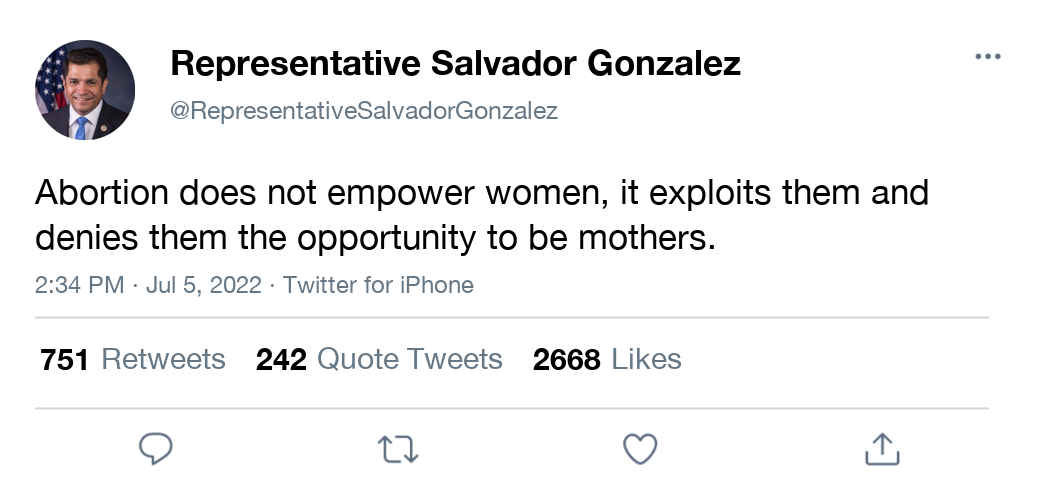 Representative Salvador Gonzalez
@RepresentativeSalvadorGonzalez
Abortion does not empower women, it exploits them and
denies them the opportunity to be mothers.
2:34 PM · Jul 5, 2022 · Twitter for iPhone
751 Retweets 242 Quote Tweets 2668 Likes